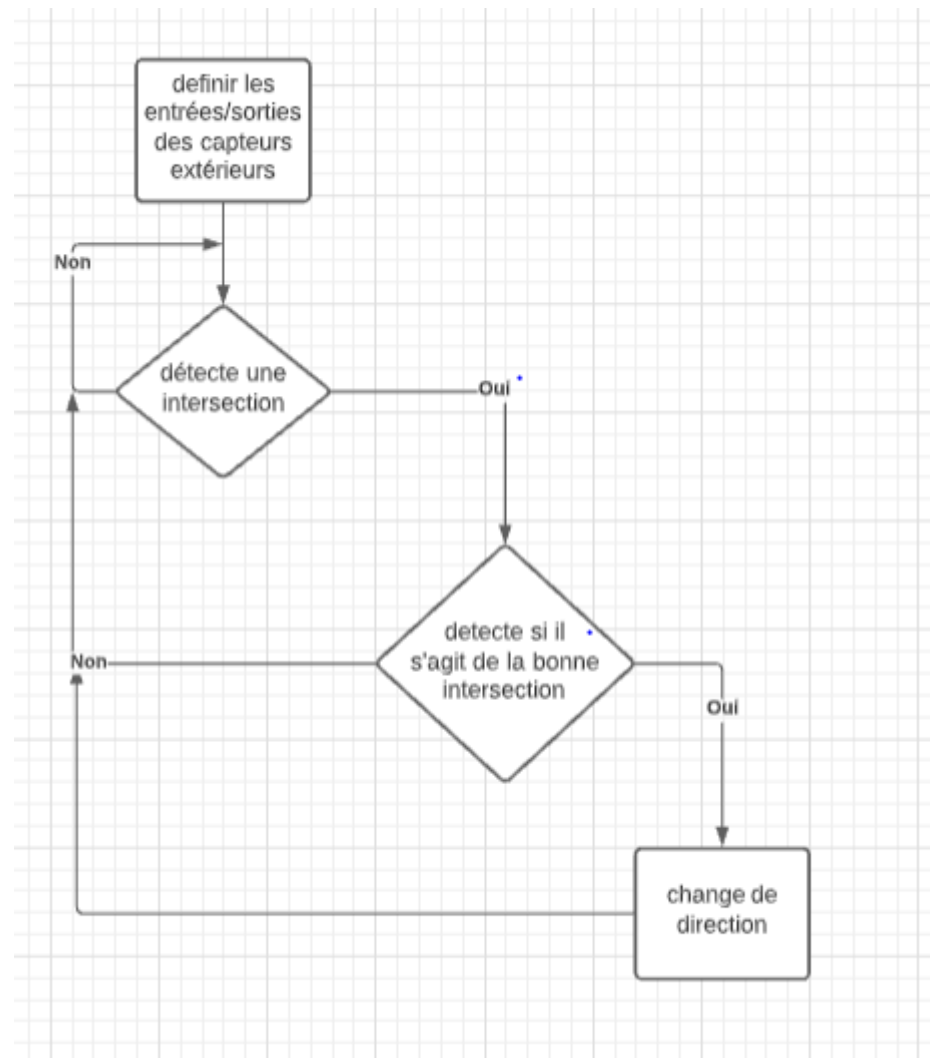 definir les
entrées/sorties
des capteurs
extérieurs
Non
détecte une
intersection
Oui
detecte si il
s'agit de la bonne
intersection
Non
Oui
change de
direction